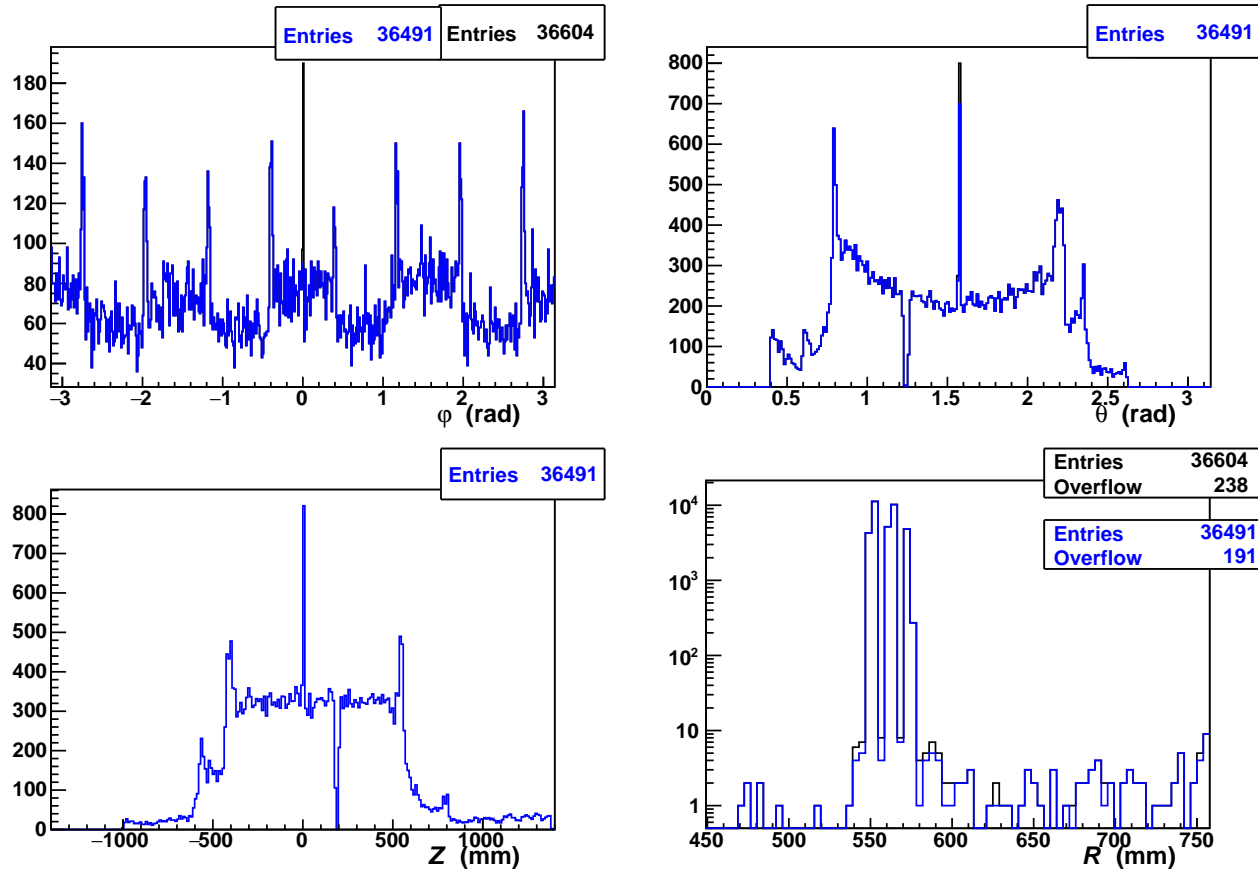 Entries 36491 Entries 36604
180
160
140
120
100
80
60
40
−3 −2 −1 0 1 2 3
φ (rad)
Entries 36491
800
700
600
500
400
300
200
100
0
0 0.5 1 1.5 2 2.5 3
θ (rad)
Entries 36491
800
700
600
500
400
300
200
100
0
−1000 −500 0 500 1000
Z (mm)
Entries 36604
Overflow 238
Entries 36491
Overflow 191
10^4
10^3
10^2
10
1
450 500 550 600 650 700 750
R (mm)